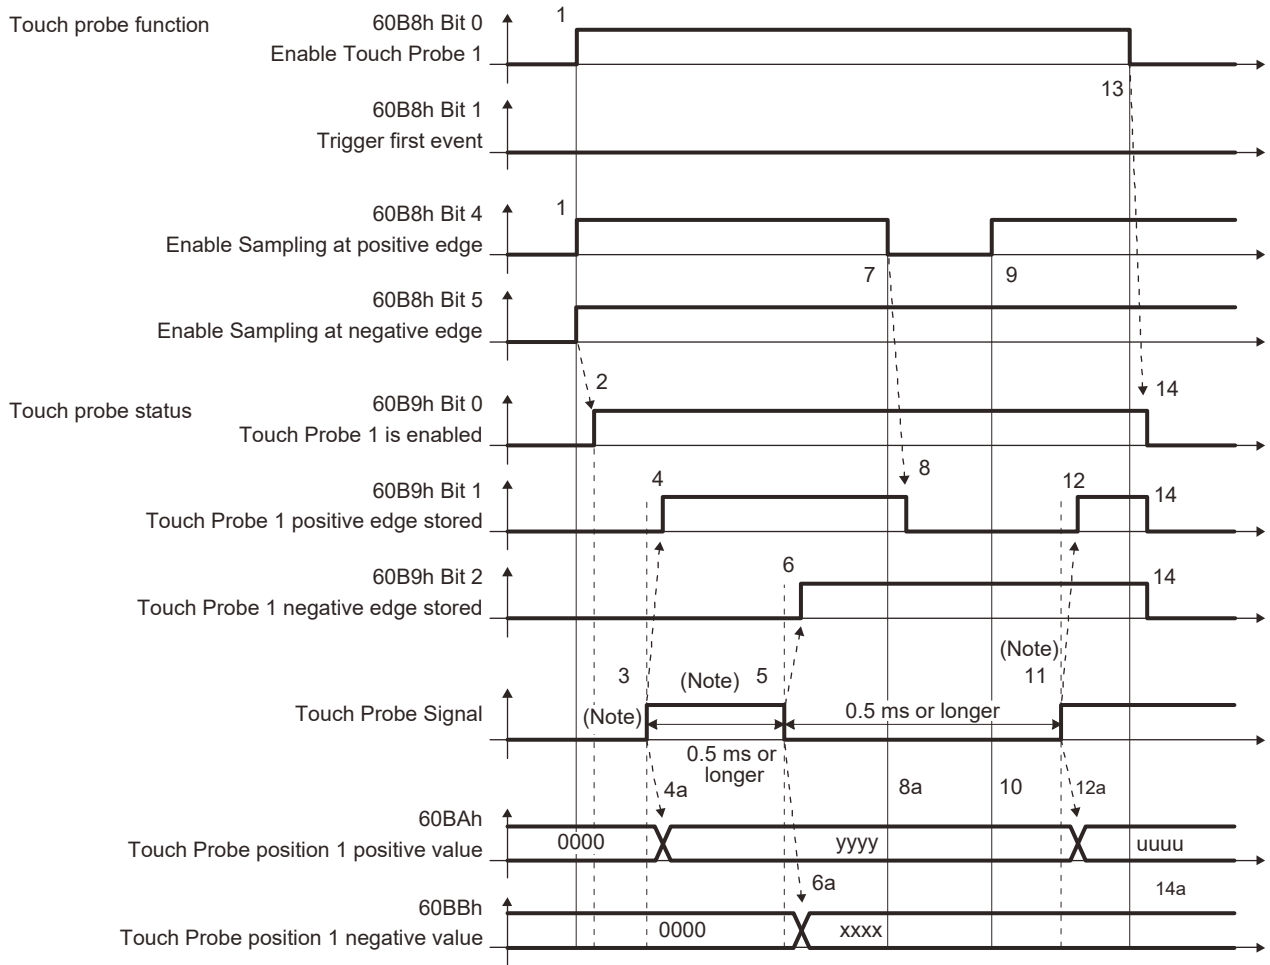 Touch probe function
60B8h Bit 0
Enable Touch Probe 1
1
13
60B8h Bit 1
Trigger first event
60B8h Bit 4
Enable Sampling at positive edge
1
7
9
60B8h Bit 5
Enable Sampling at negative edge
2
Touch probe status
60B9h Bit 0
Touch Probe 1 is enabled
14
60B9h Bit 1
Touch Probe 1 positive edge stored
4
8
12
14
60B9h Bit 2
Touch Probe 1 negative edge stored
6
14
Touch Probe Signal
3
(Note)
(Note)
5
(Note)
11
0.5 ms or
longer
0.5 ms or longer
4a
8a
10
12a
60BAh
Touch Probe position 1 positive value
0000
yyyy
uuuu
6a
14a
60BBh
Touch Probe position 1 negative value
0000
xxxx